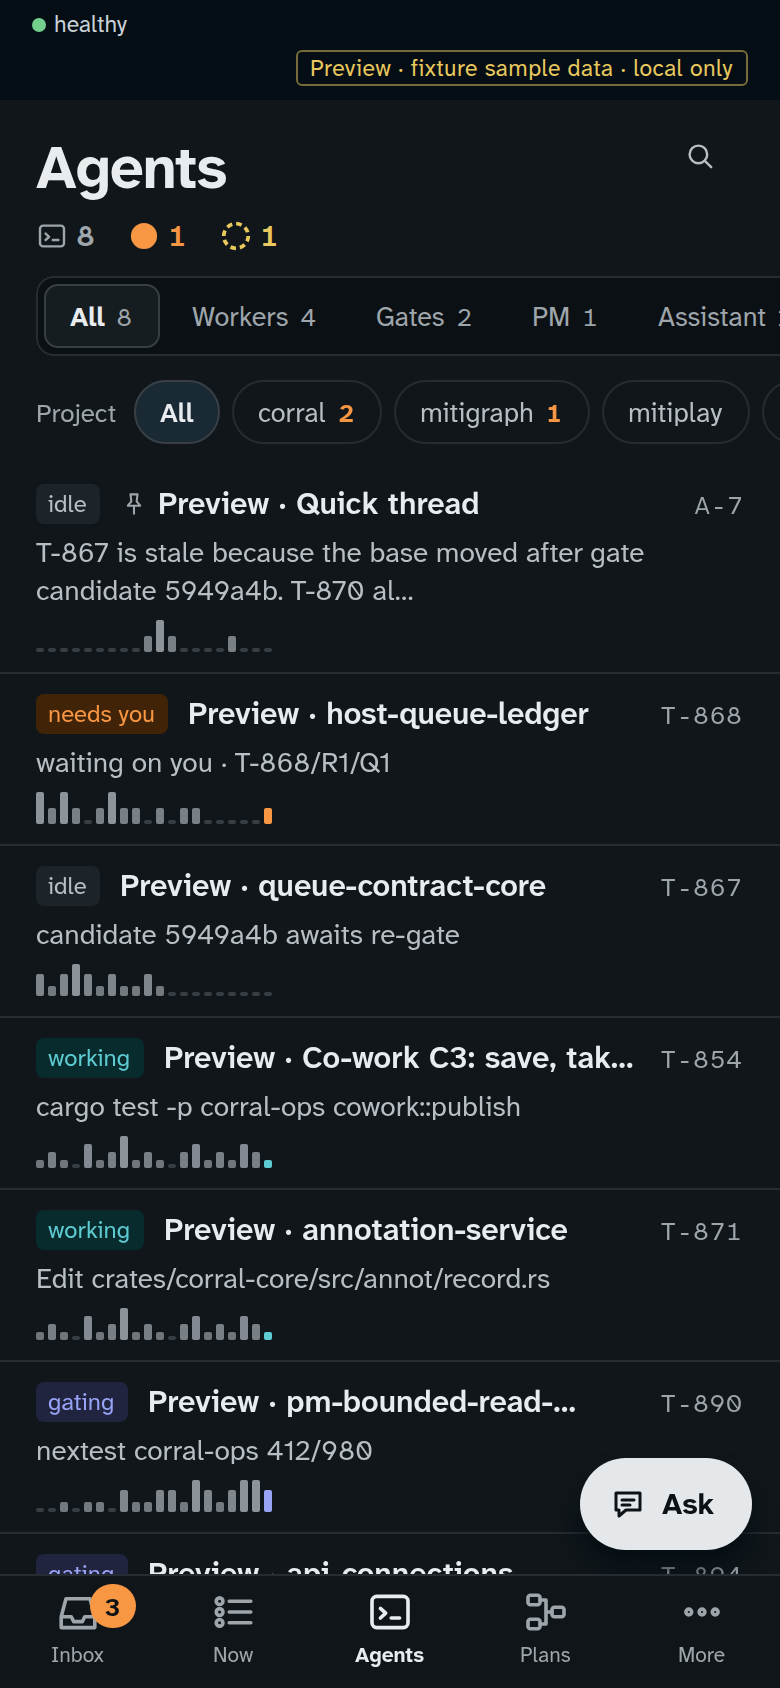 healthy
Preview · fixture sample data · local only
Agents
8 1 1
All 8 Workers 4 Gates 2 PM 1 Assistant
Project All corral 2 mitigraph 1 mitiplay
idle Preview · Quick thread A-7
T-867 is stale because the base moved after gate
candidate 5949a4b. T-870 al...
needs you Preview · host-queue-ledger T-868
waiting on you · T-868/R1/Q1
idle Preview · queue-contract-core T-867
candidate 5949a4b awaits re-gate
working Preview · Co-work C3: save, tak... T-854
cargo test -p corral-ops cowork::publish
working Preview · annotation-service T-871
Edit crates/corral-core/src/annot/record.rs
gating Preview · pm-bounded-read-... T-890
nextest corral-ops 412/980
Ask
gating Preview · api-connections
3
Inbox Now Agents Plans More